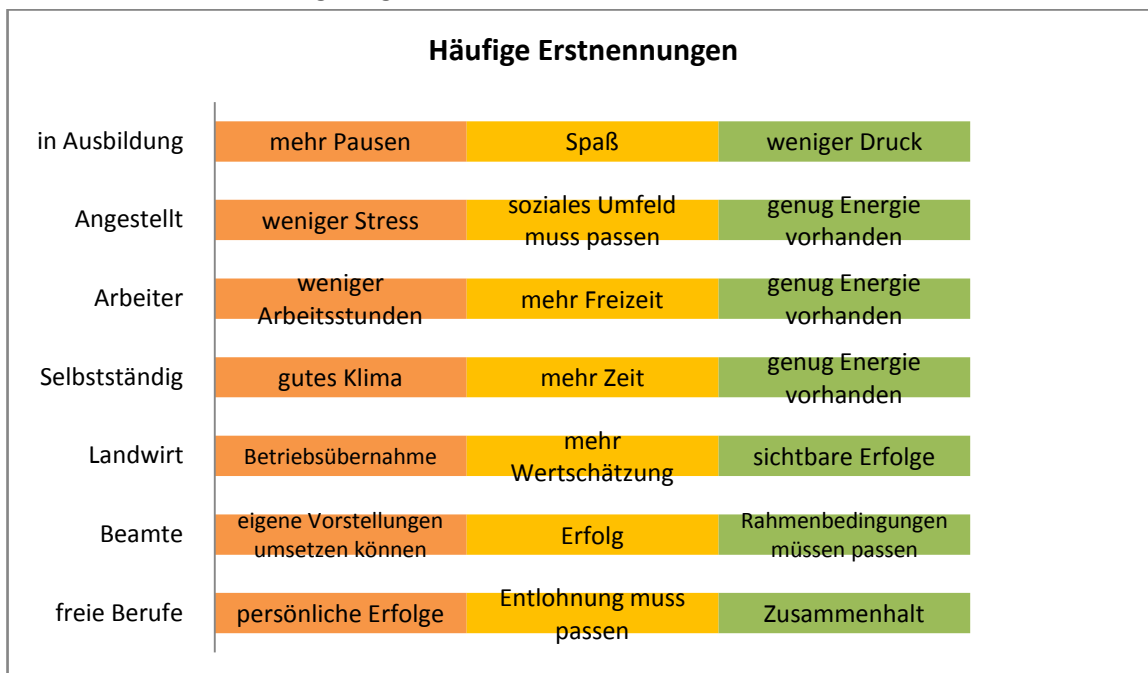 Häufige Erstnennungen
in Ausbildung
mehr Pausen
Spaß
weniger Druck
Angestellt
weniger Stress
soziales Umfeld
muss passen
genug Energie
vorhanden
Arbeiter
weniger
Arbeitsstunden
mehr Freizeit
genug Energie
vorhanden
Selbstständig
gutes Klima
mehr Zeit
genug Energie
vorhanden
Landwirt
Betriebsübernahme
mehr
Wertschätzung
sichtbare Erfolge
Beamte
eigene Vorstellungen
umsetzen können
Erfolg
Rahmenbedingungen
müssen passen
freie Berufe
persönliche Erfolge
Entlohnung muss
passen
Zusammenhalt